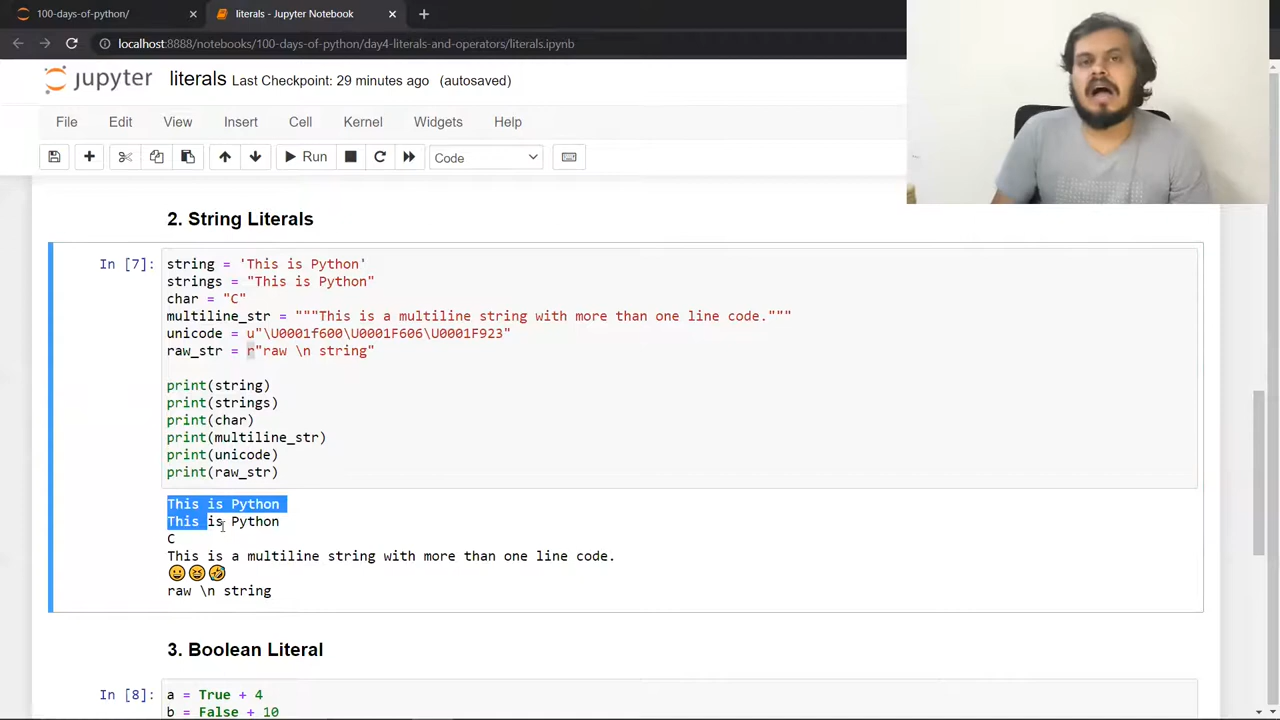 100-days-of-python/
literals - Jupyter Notebook
localhost:8888/notebooks/100-days-of-python/day4-literals-and-operators/literals.ipynb
jupyter literals Last Checkpoint: 29 minutes ago (autosaved)
File Edit View Insert Cell Kernel Widgets Help
Run Code
2. String Literals
In [7]: string = 'This is Python'
strings = "This is Python"
char = "C"
multiline_str = """This is a multiline string with more than one line code."""
unicode = u"\U0001f600\U0001F606\U0001F923"
raw_str = r"raw \n string"
print(string)
print(strings)
print(char)
print(multiline_str)
print(unicode)
print(raw_str)
This is Python
This is Python
C
This is a multiline string with more than one line code.
😀😆🤣
raw \n string
3. Boolean Literal
In [8]: a = True + 4
b = False + 10